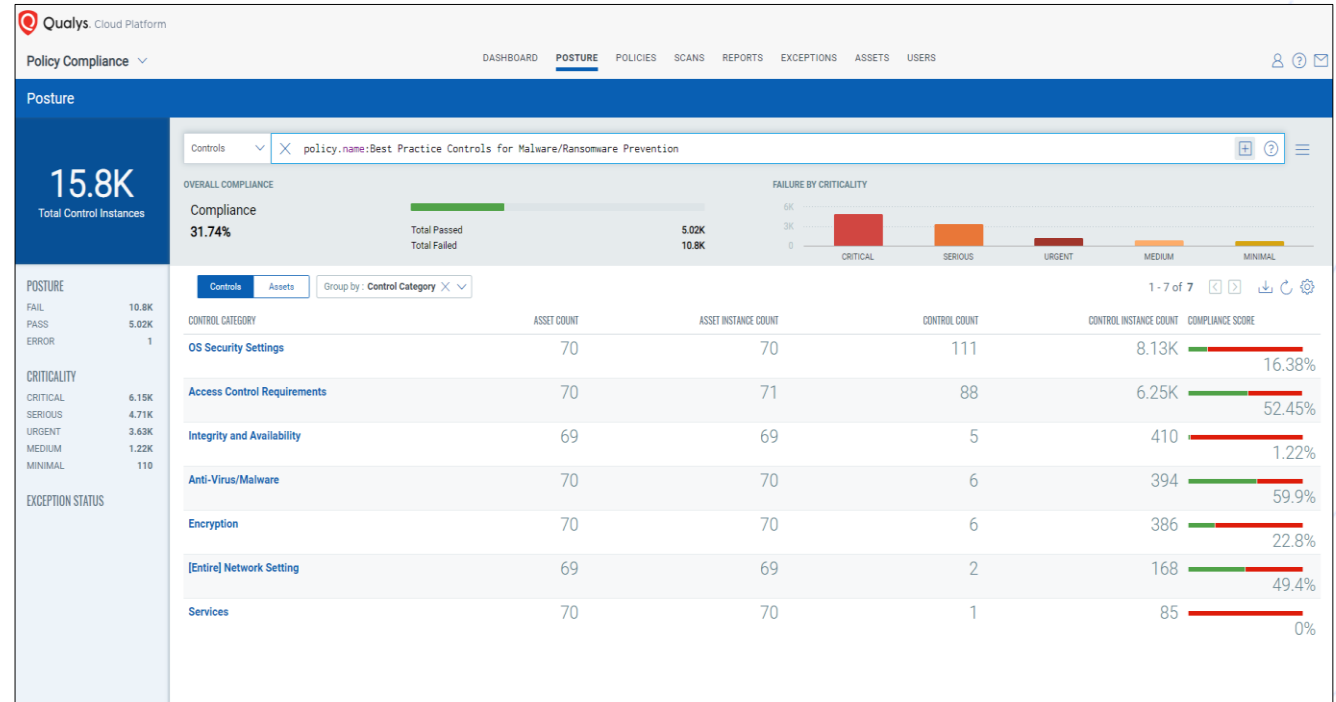 Qualys. Cloud Platform
Policy Compliance
DASHBOARD POSTURE POLICIES SCANS REPORTS EXCEPTIONS ASSETS USERS
Posture
15.8K
Total Control Instances
Controls policy.name:Best Practice Controls for Malware/Ransomware Prevention
OVERALL COMPLIANCE
Compliance
31.74%
Total Passed 5.02K
Total Failed 10.8K
FAILURE BY CRITICALITY
6K
3K
0
CRITICAL SERIOUS URGENT MEDIUM MINIMAL
POSTURE
FAIL 10.8K
PASS 5.02K
ERROR 1
CRITICALITY
CRITICAL 6.15K
SERIOUS 4.71K
URGENT 3.63K
MEDIUM 1.22K
MINIMAL 110
EXCEPTION STATUS
Controls Assets Group by : Control Category 1 - 7 of 7
CONTROL CATEGORY ASSET COUNT ASSET INSTANCE COUNT CONTROL COUNT CONTROL INSTANCE COUNT COMPLIANCE SCORE
OS Security Settings 70 70 111 8.13K 16.38%
Access Control Requirements 70 71 88 6.25K 52.45%
Integrity and Availability 69 69 5 410 1.22%
Anti-Virus/Malware 70 70 6 394 59.9%
Encryption 70 70 6 386 22.8%
[Entire] Network Setting 69 69 2 168 49.4%
Services 70 70 1 85 0%